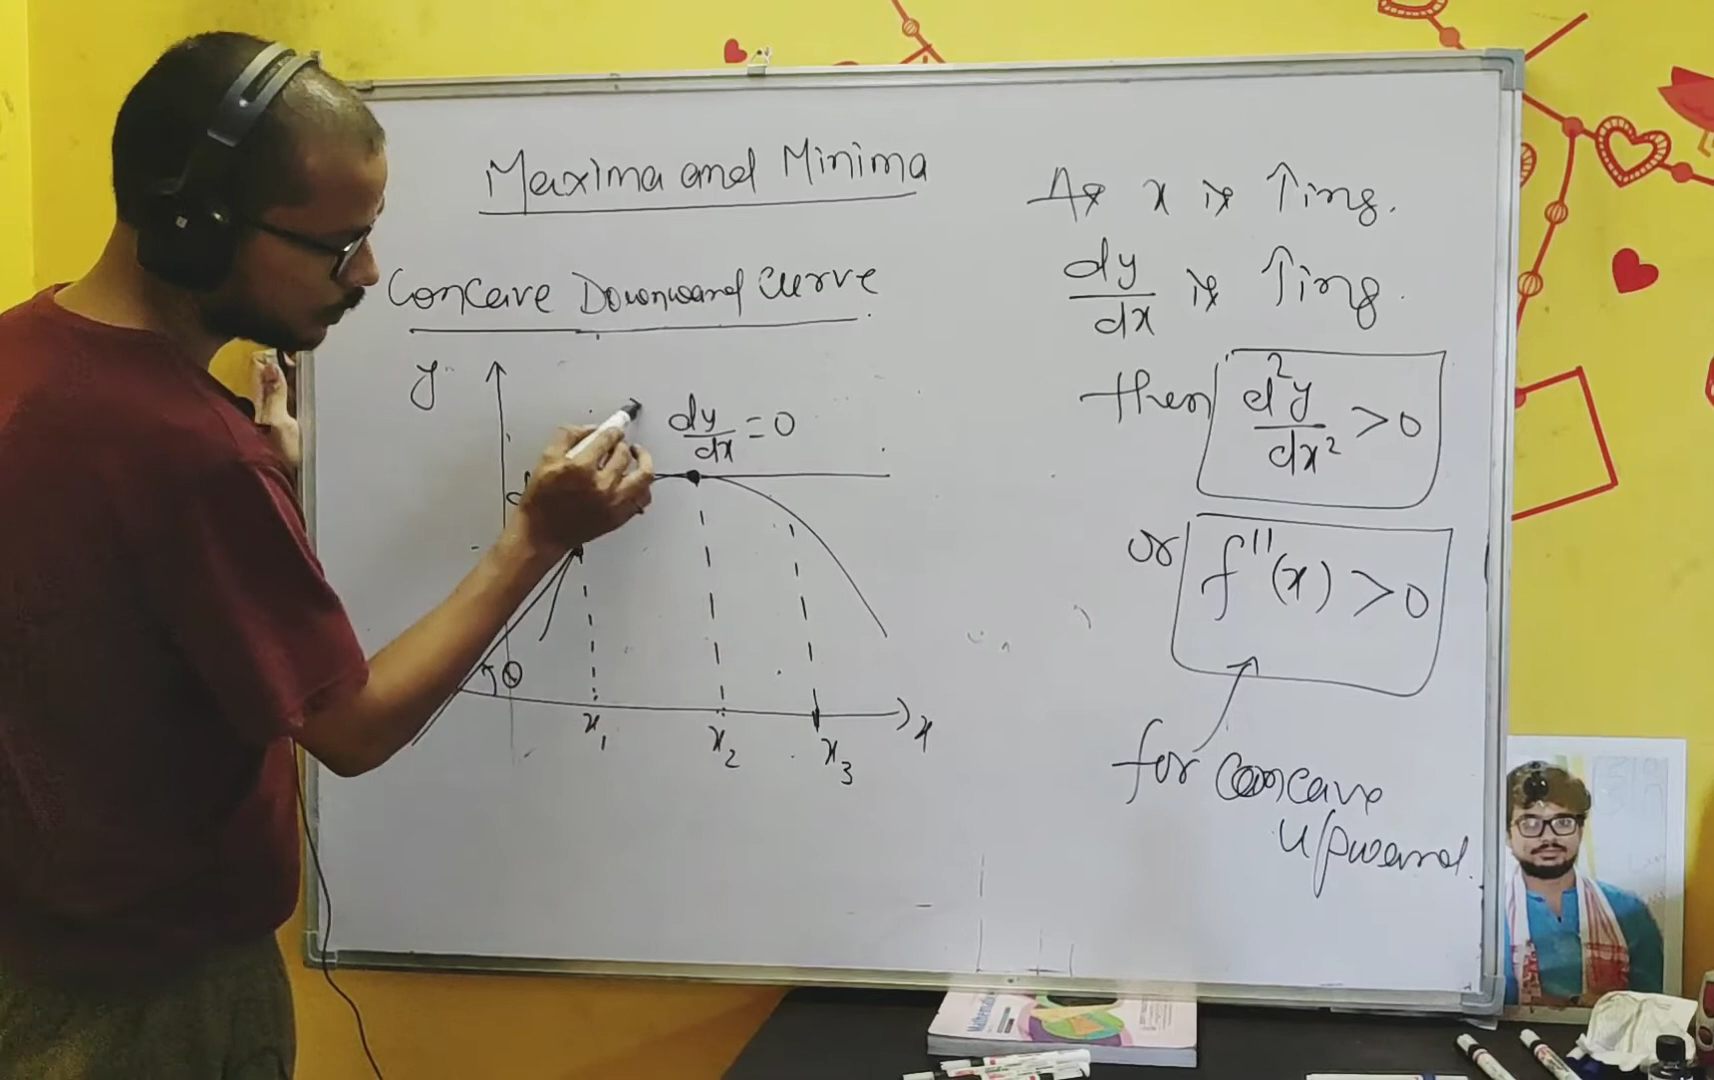 Maxima and Minima
Concave Downward Curve
y
dy/dx = 0
θ
x₁
x₂
x₃
x
As x is ↑ing.
dy/dx is ↑ing.
then d²y/dx² > 0
or f''(x) > 0
for concave
upward.
Mathematics